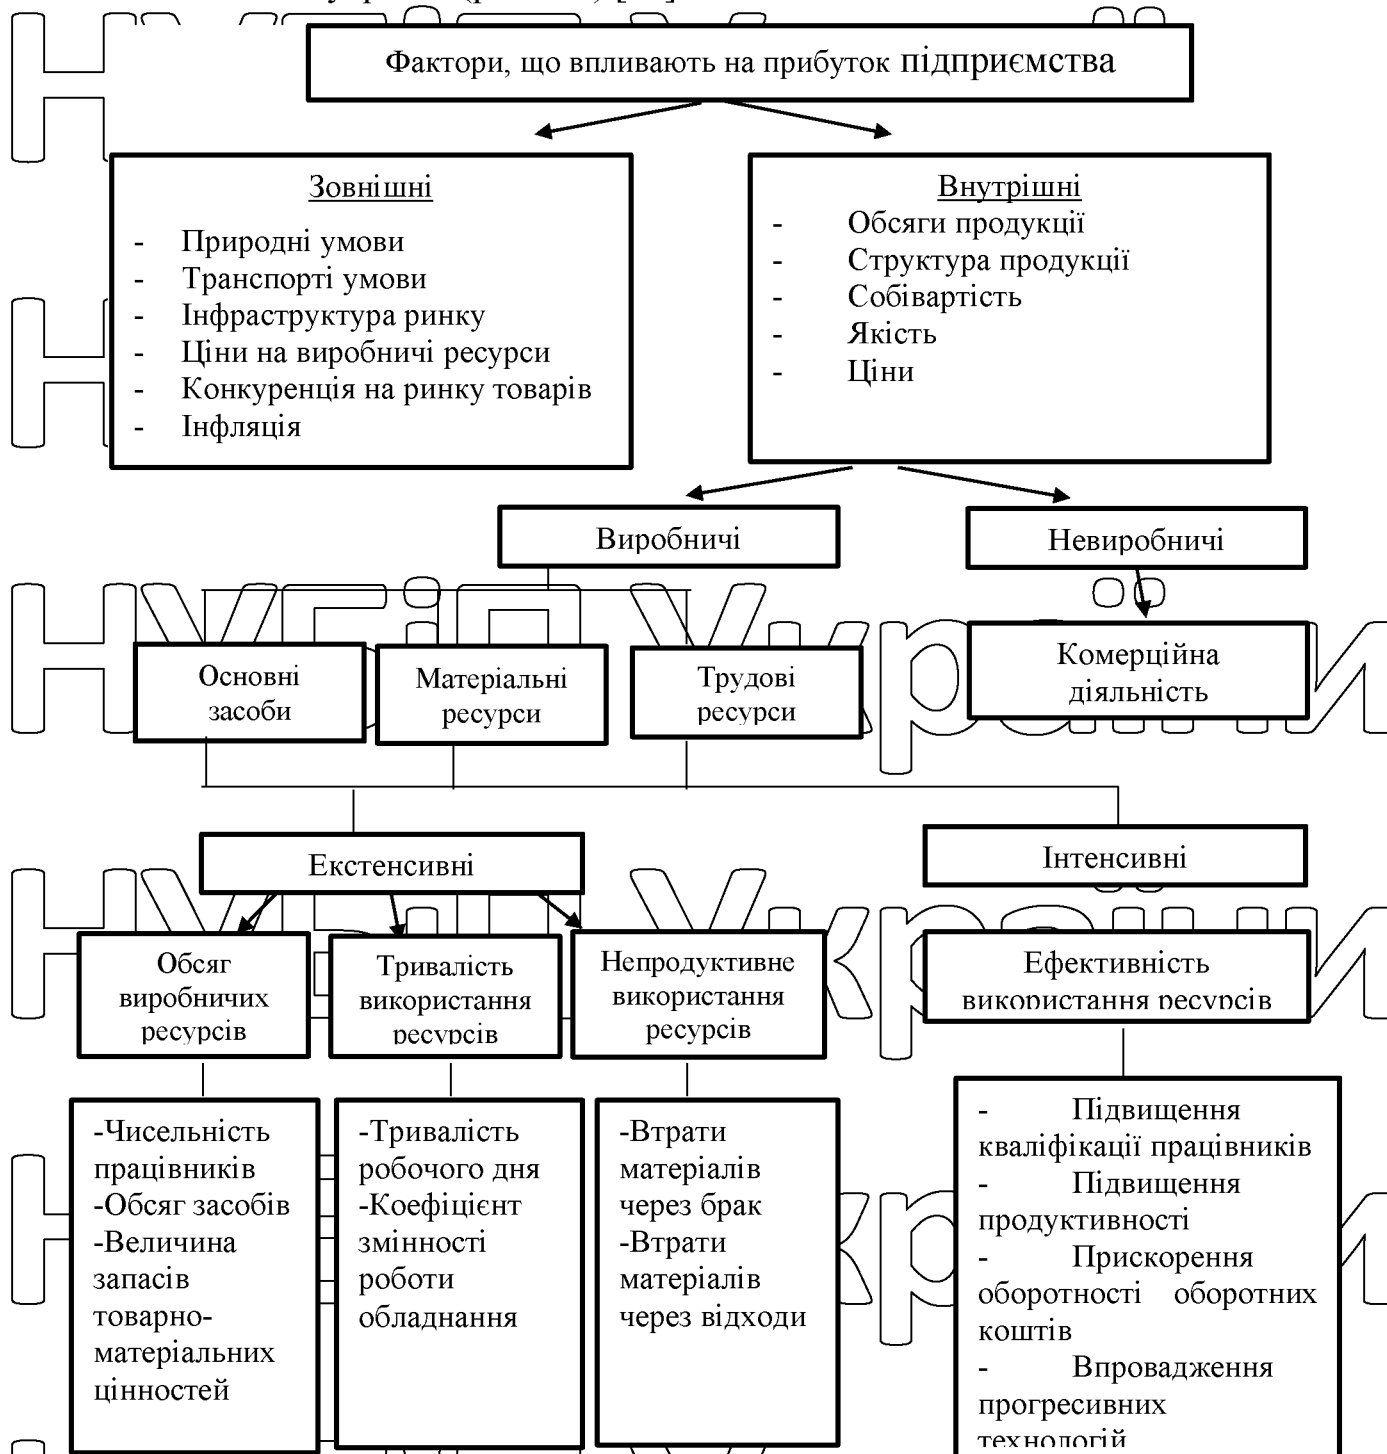 Фактори, що впливають на прибуток підприємства
Зовнішні
- Природні умови
- Транспорті умови
- Інфраструктура ринку
- Ціни на виробничі ресурси
- Конкуренція на ринку товарів
- Інфляція
Внутрішні
- Обсяги продукції
- Структура продукції
- Собівартість
- Якість
- Ціни
Виробничі
Невиробничі
Основні
засоби
Матеріальні
ресурси
Трудові
ресурси
Комерційна
діяльність
Екстенсивні
Інтенсивні
Обсяг
виробничих
ресурсів
Тривалість
використання
ресурсів
Непродуктивне
використання
ресурсів
Ефективність
використання ресурсів
-Чисельність
працівників
-Обсяг засобів
-Величина
запасів
товарно-
матеріальних
цінностей
-Тривалість
робочого дня
-Коефіцієнт
змінності
роботи
обладнання
-Втрати
матеріалів
через брак
-Втрати
матеріалів
через відходи
- Підвищення
кваліфікації працівників
- Підвищення
продуктивності
- Прискорення
оборотності оборотних
коштів
- Впровадження
прогресивних
технологій